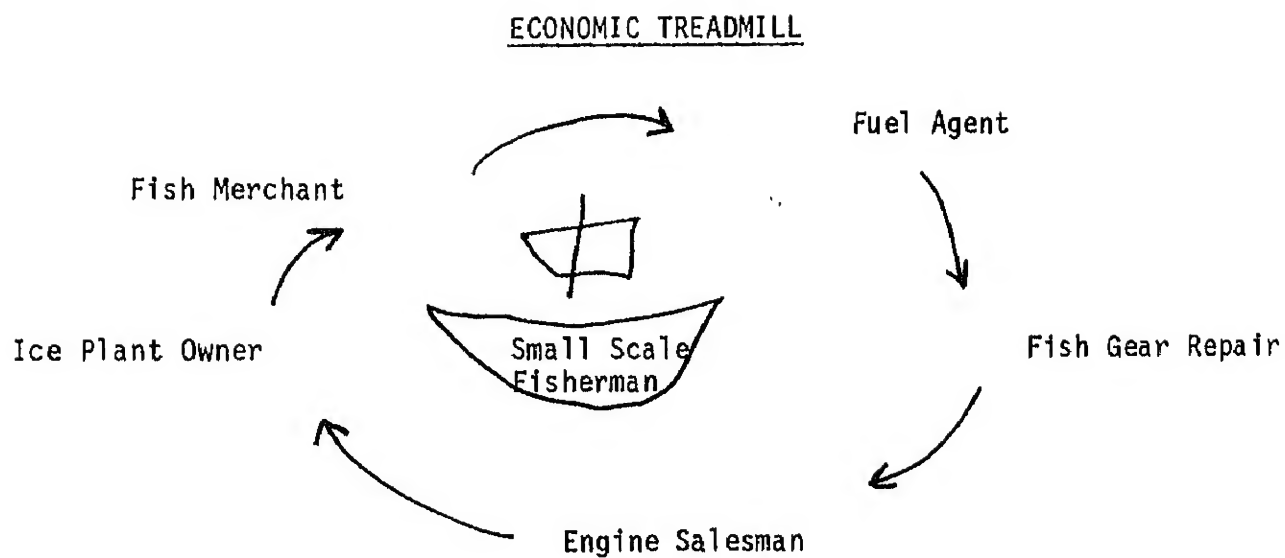 ECONOMIC TREADMILL
Fuel Agent
Fish Merchant
Ice Plant Owner
Small Scale
Fisherman
Fish Gear Repair
Engine Salesman